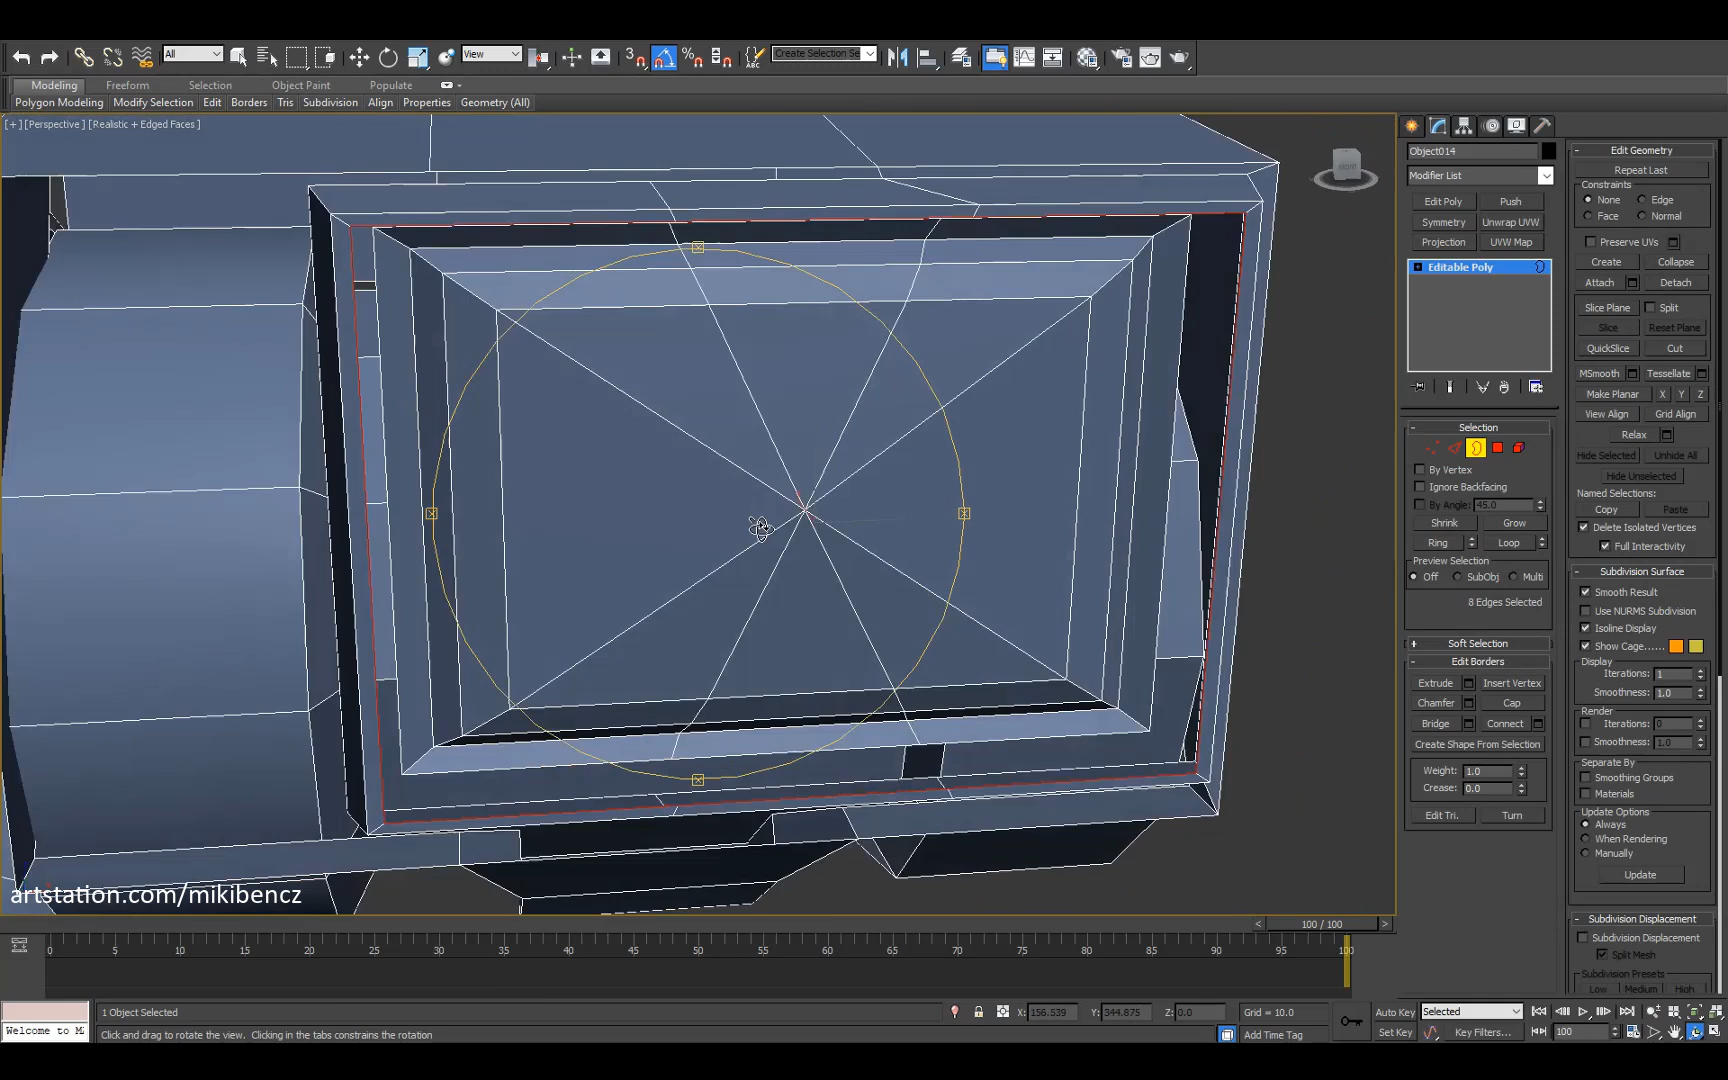 All
View
3
%
ABC
Create Selection Se
Modeling Freeform Selection Object Paint Populate
Polygon Modeling Modify Selection Edit Borders Tris Subdivision Align Properties Geometry (All)
[+] [Perspective] [Realistic + Edged Faces]
FRONT
artstation.com/mikibencz
Object014
Modifier List
Edit Poly Push
Symmetry Unwrap UVW
Projection UVW Map
Editable Poly
- Selection
By Vertex
Ignore Backfacing
By Angle: 45.0
Shrink Grow
Ring Loop
Preview Selection
Off SubObj Multi
8 Edges Selected
+ Soft Selection
- Edit Borders
Extrude Insert Vertex
Chamfer Cap
Bridge Connect
Create Shape From Selection
Weight: 1.0
Crease: 0.0
Edit Tri. Turn
- Edit Geometry
Repeat Last
Constraints
None Edge
Face Normal
Preserve UVs
Create Collapse
Attach Detach
Slice Plane Split
Slice Reset Plane
QuickSlice Cut
MSmooth Tessellate
Make Planar X Y Z
View Align Grid Align
Relax
Hide Selected Unhide All
Hide Unselected
Named Selections:
Copy Paste
Delete Isolated Vertices
Full Interactivity
- Subdivision Surface
Smooth Result
Use NURMS Subdivision
Isoline Display
Show Cage......
Display
Iterations: 1
Smoothness: 1.0
Render
Iterations: 0
Smoothness: 1.0
Separate By
Smoothing Groups
Materials
Update Options
Always
When Rendering
Manually
Update
- Subdivision Displacement
Subdivision Displacement
Split Mesh
Subdivision Presets
Low Medium High
< 100 / 100 >
0 5 10 15 20 25 30 35 40 45 50 55 60 65 70 75 80 85 90 95 100
1 Object Selected
X: 156.539 Y: 344.875 Z: 0.0 Grid = 10.0
Auto Key Selected
Welcome to M
Click and drag to rotate the view. Clicking in the tabs constrains the rotation
Add Time Tag
Set Key Key Filters... 100